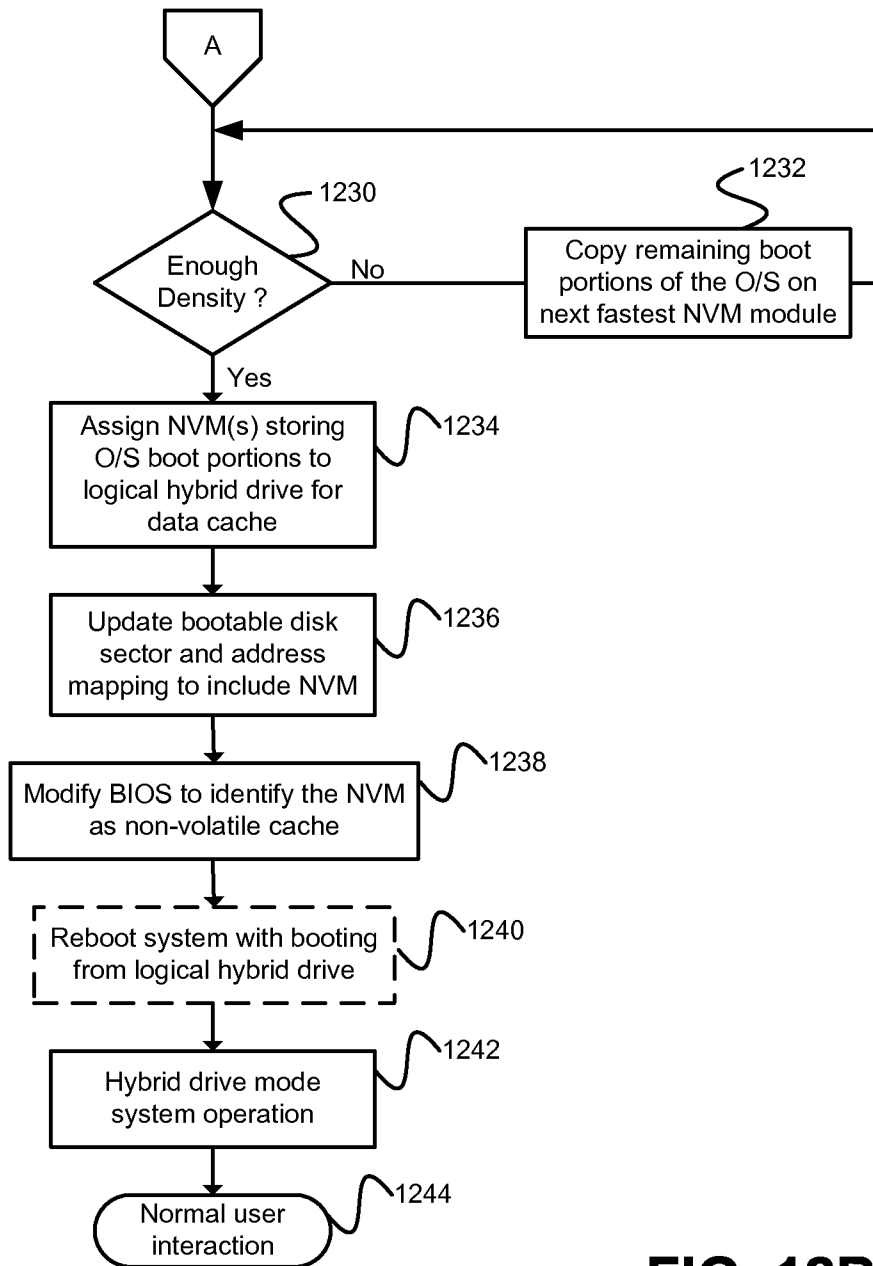 A
1230
1232
Enough
Density ?
No
Copy remaining boot
portions of the O/S on
next fastest NVM module
Yes
Assign NVM(s) storing
O/S boot portions to
logical hybrid drive for
data cache
1234
Update bootable disk
sector and address
mapping to include NVM
1236
Modify BIOS to identify the NVM
as non-volatile cache
1238
Reboot system with booting
from logical hybrid drive
1240
Hybrid drive mode
system operation
1242
Normal user
interaction
1244